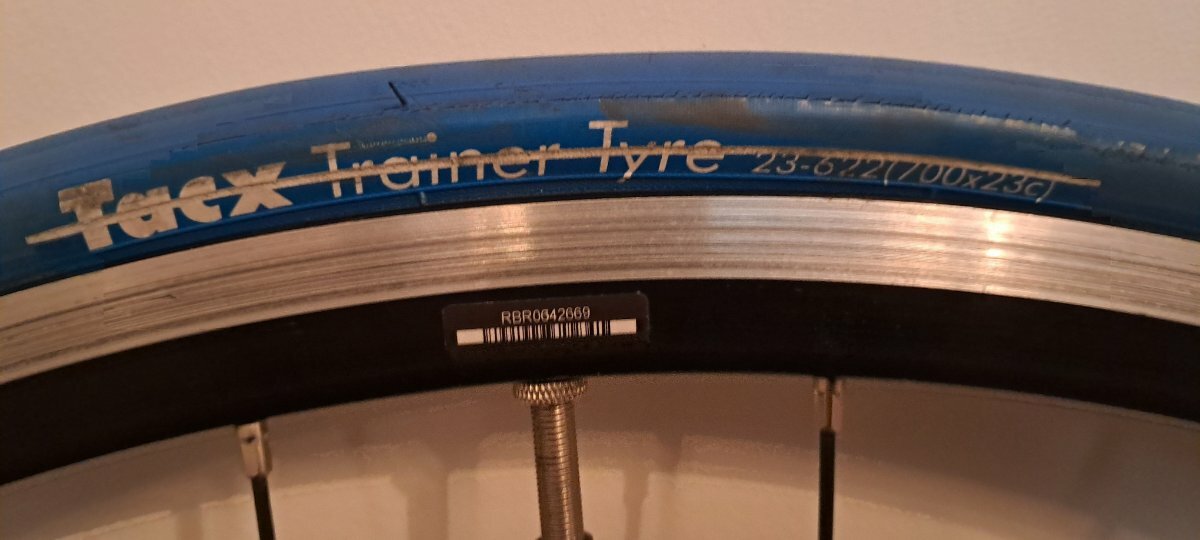 Tacx Trainer Tyre 23-622(700x23c)
RBR0642669